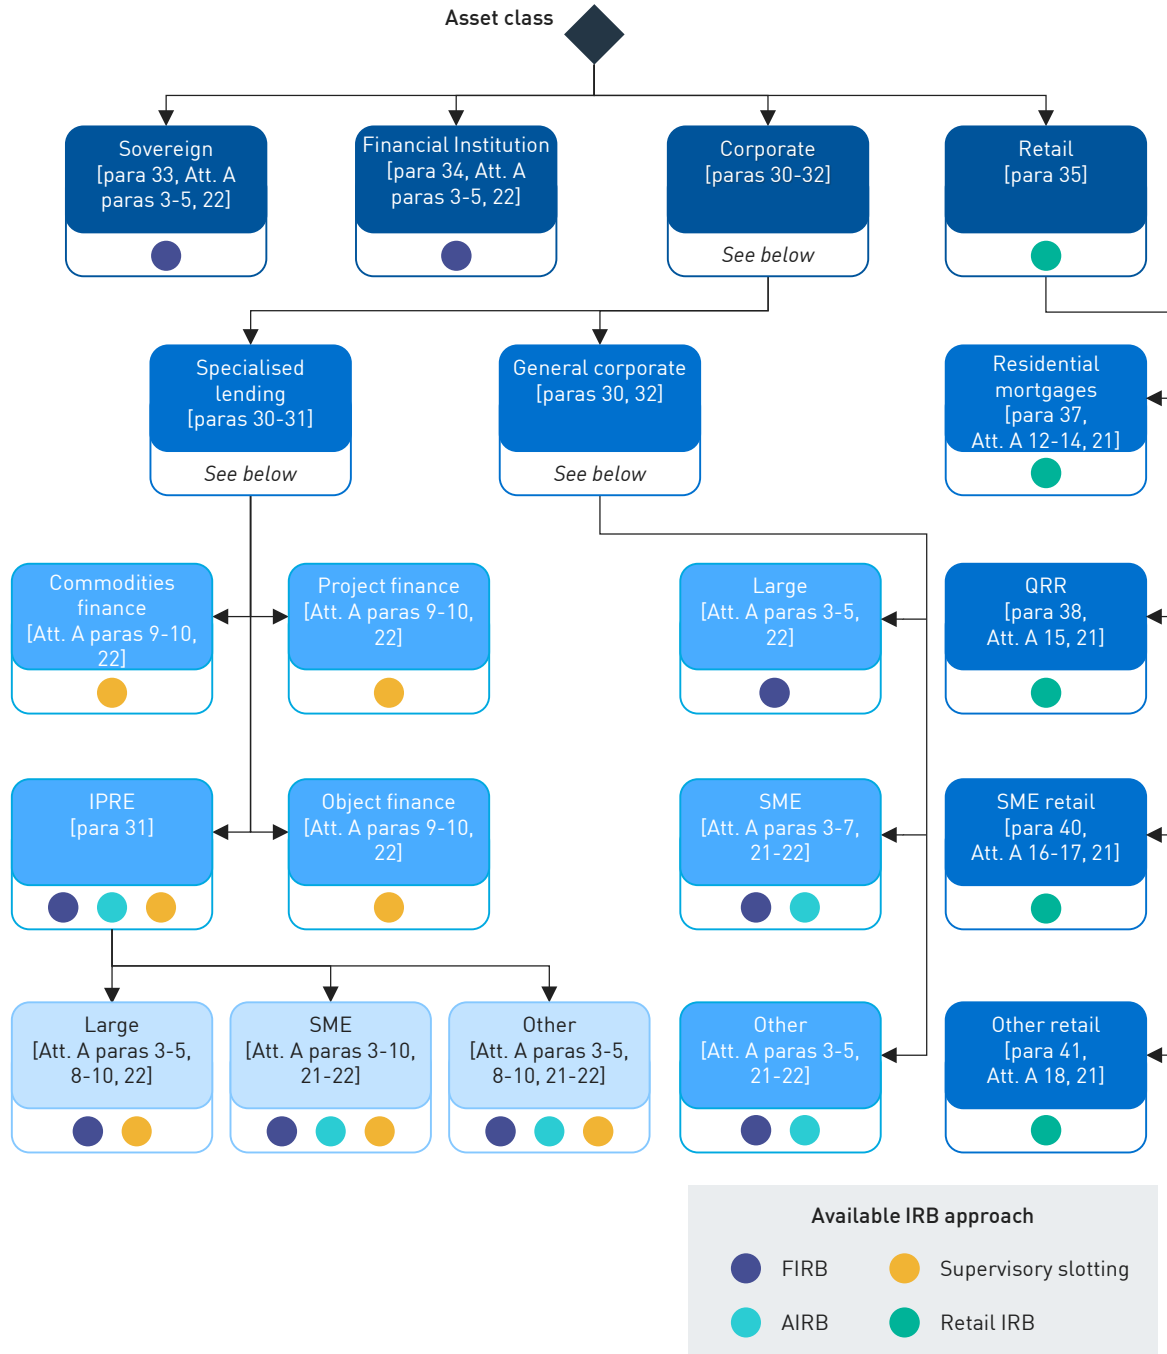 Asset class
Sovereign
[para 33, Att. A
paras 3-5, 22]
Financial Institution
[para 34, Att. A
paras 3-5, 22]
Corporate
[paras 30-32]
See below
Retail
[para 35]
Specialised
lending
[paras 30-31]
See below
General corporate
[paras 30, 32]
See below
Residential
mortgages
[para 37,
Att. A 12-14, 21]
Commodities
finance
[Att. A paras 9-10,
22]
Project finance
[Att. A paras 9-10,
22]
Large
[Att. A paras 3-5,
22]
QRR
[para 38,
Att. A 15, 21]
IPRE
[para 31]
Object finance
[Att. A paras 9-10,
22]
SME
[Att. A paras 3-7,
21-22]
SME retail
[para 40,
Att. A 16-17, 21]
Large
[Att. A paras 3-5,
8-10, 22]
SME
[Att. A paras 3-10,
21-22]
Other
[Att. A paras 3-5,
8-10, 21-22]
Other
[Att. A paras 3-5,
21-22]
Other retail
[para 41,
Att. A 18, 21]
Available IRB approach
FIRB
Supervisory slotting
AIRB
Retail IRB